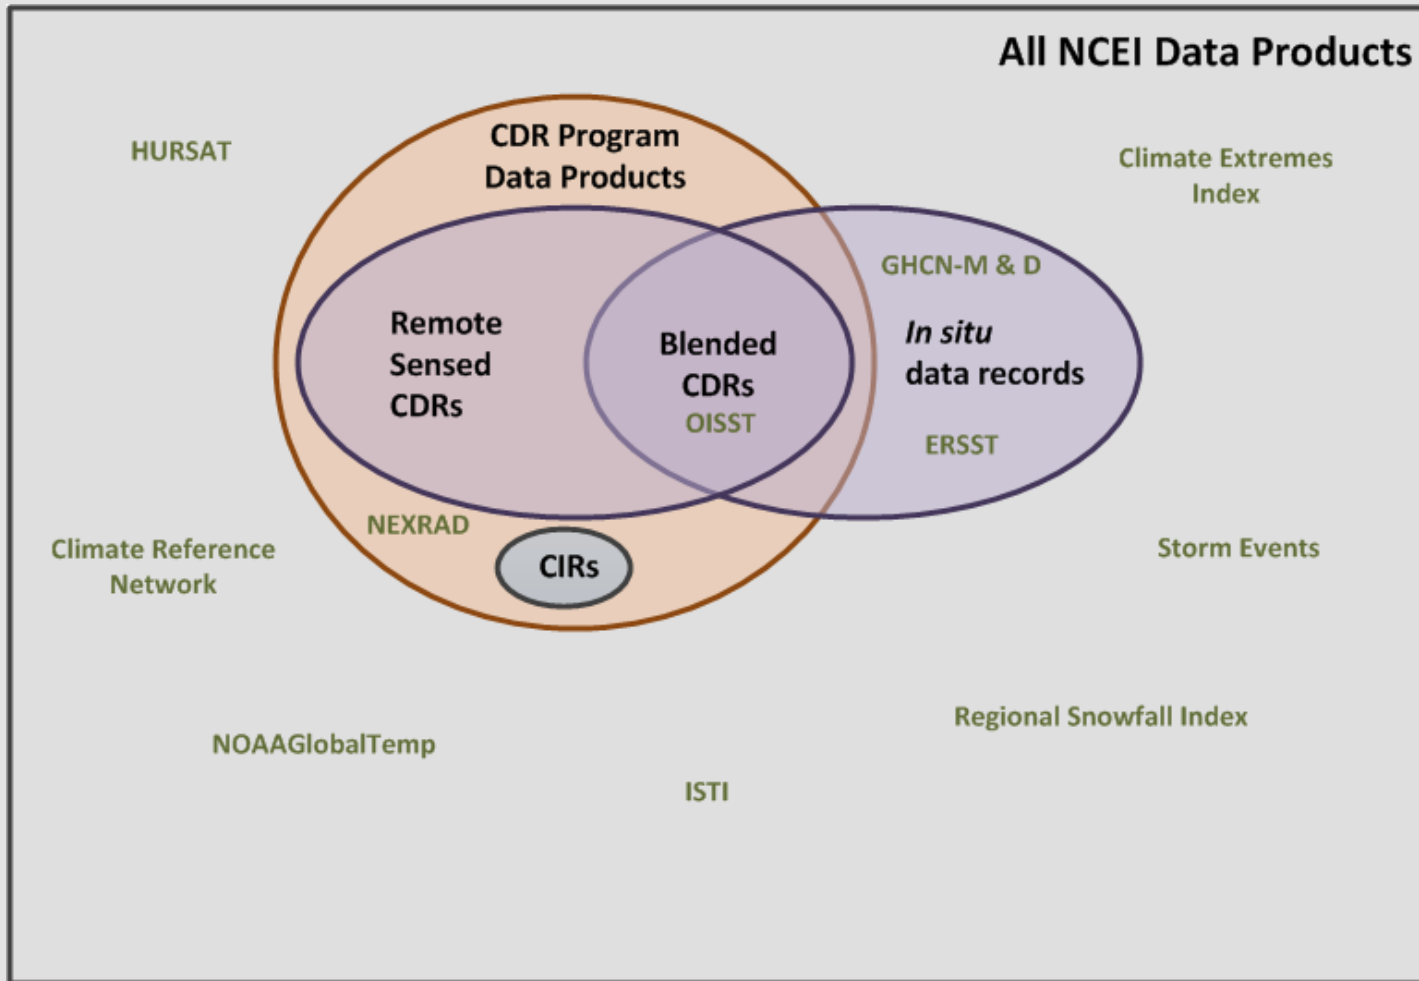 All NCEI Data Products
HURSAT
CDR Program
Data Products
Climate Extremes
Index
GHCN-M & D
Remote
Sensed
CDRs
Blended
CDRs
OISST
In situ
data records
ERSST
NEXRAD
CIRs
Climate Reference
Network
Storm Events
NOAAGlobalTemp
Regional Snowfall Index
ISTI